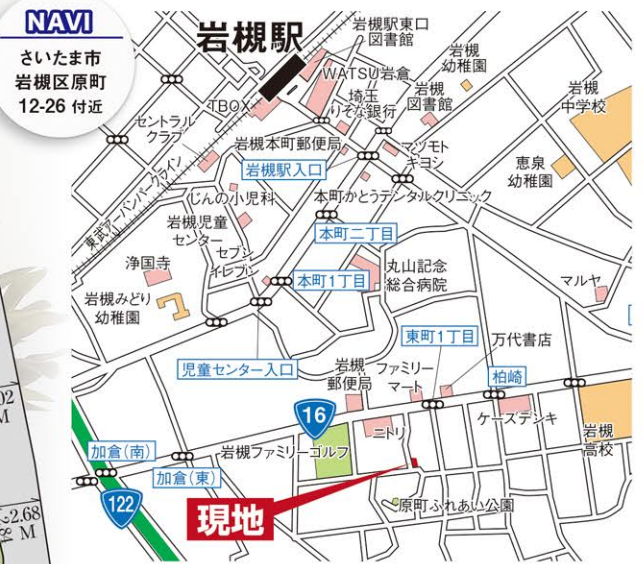 NAVI
さいたま市
岩槻区原町
12-26 付近
岩槻駅
岩槻駅東口
図書館
岩槻
幼稚園
WATSU岩倉
埼玉
りそな銀行
岩槻
図書館
岩槻
中学校
TBOX
セントラル
クラブ
岩槻本町郵便局
マツモト
キヨシ
岩槻駅入口
恵泉
幼稚園
東武アーバンパークライン
じんの小児科
本町かとうデンタルクリニック
岩槻児童
センター
セブン
イレブン
本町二丁目
浄国寺
丸山記念
総合病院
本町1丁目
マルヤ
岩槻みどり
幼稚園
東町1丁目
万代書店
児童センター入口
岩槻
郵便局
ファミリー
マート
柏崎
16
ケーズデンキ
ニトリ
岩槻
高校
加倉(南)
岩槻ファミリーゴルフ
加倉(東)
122
現地
原町ふれあい公園
02
M
2.68
M